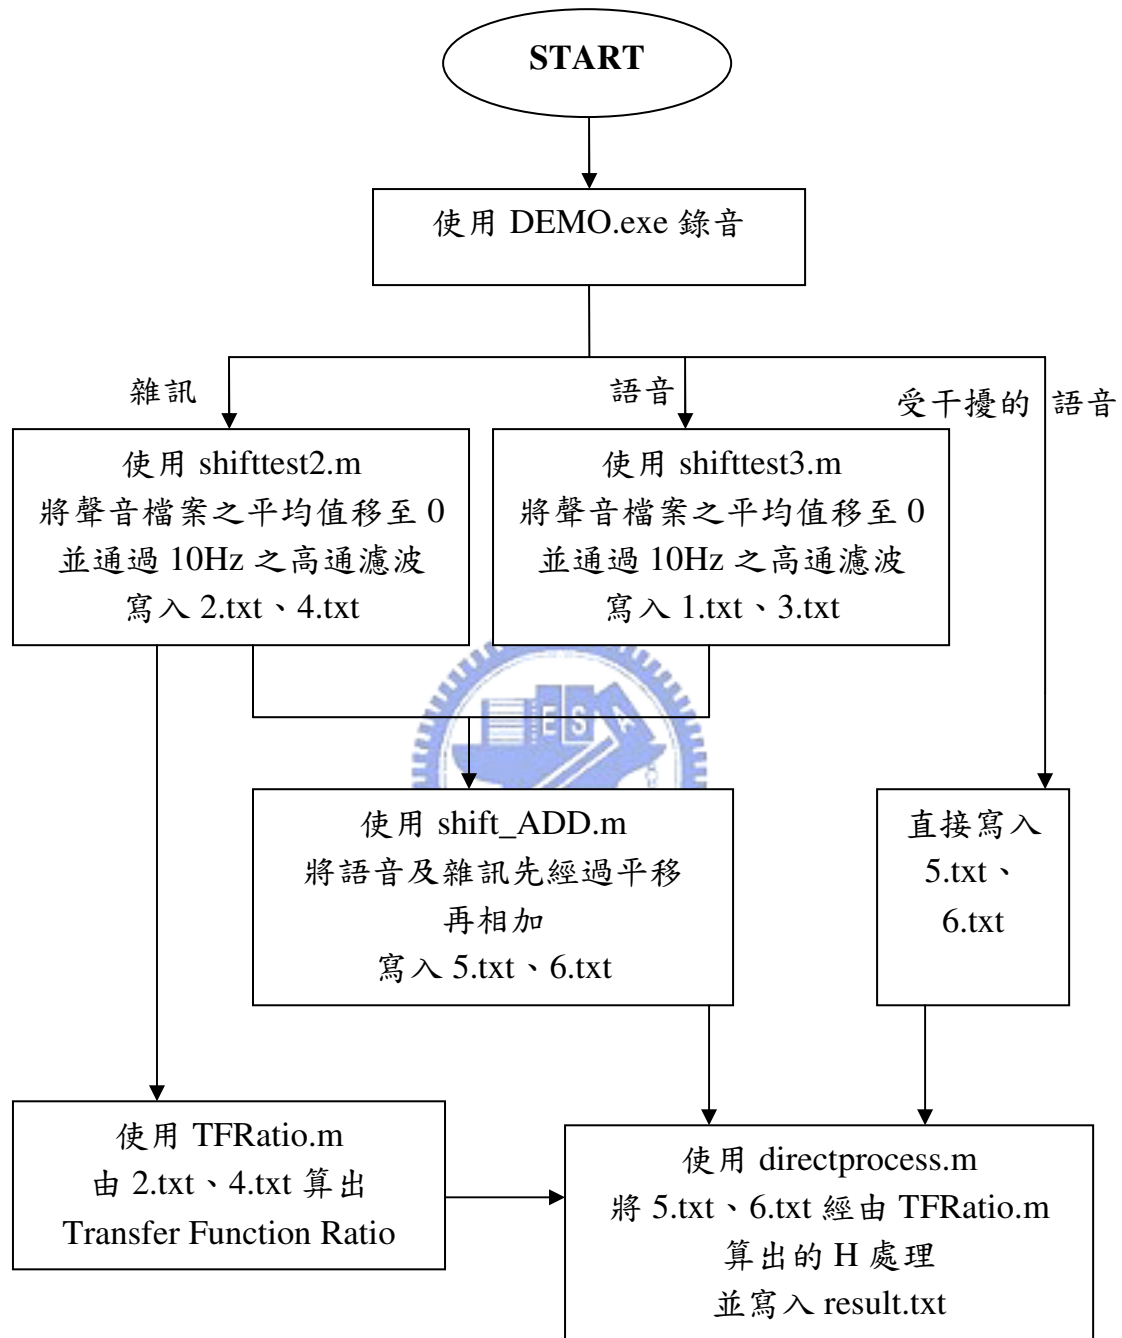 START
使用 DEMO.exe 錄音
雜訊
語音
受干擾的 語音
使用 shifttest2.m
將聲音檔案之平均值移至 0
並通過 10Hz 之高通濾波
寫入 2.txt、4.txt
使用 shifttest3.m
將聲音檔案之平均值移至 0
並通過 10Hz 之高通濾波
寫入 1.txt、3.txt
ES
使用 shift_ADD.m
將語音及雜訊先經過平移
再相加
寫入 5.txt、6.txt
直接寫入
5.txt、
6.txt
使用 TFRatio.m
由 2.txt、4.txt 算出
Transfer Function Ratio
使用 directprocess.m
將 5.txt、6.txt 經由 TFRatio.m
算出的 H 處理
並寫入 result.txt